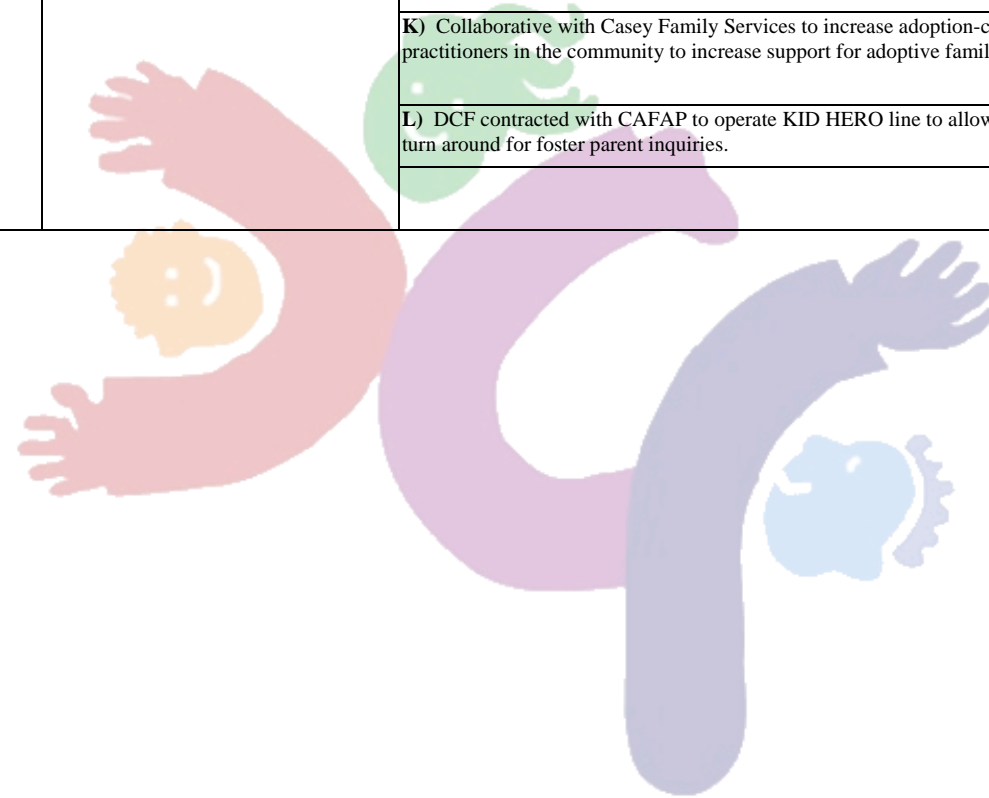 K) Collaborative with Casey Family Services to increase adoption-c
practitioners in the community to increase support for adoptive famil
L) DCF contracted with CAFAP to operate KID HERO line to allow
turn around for foster parent inquiries.